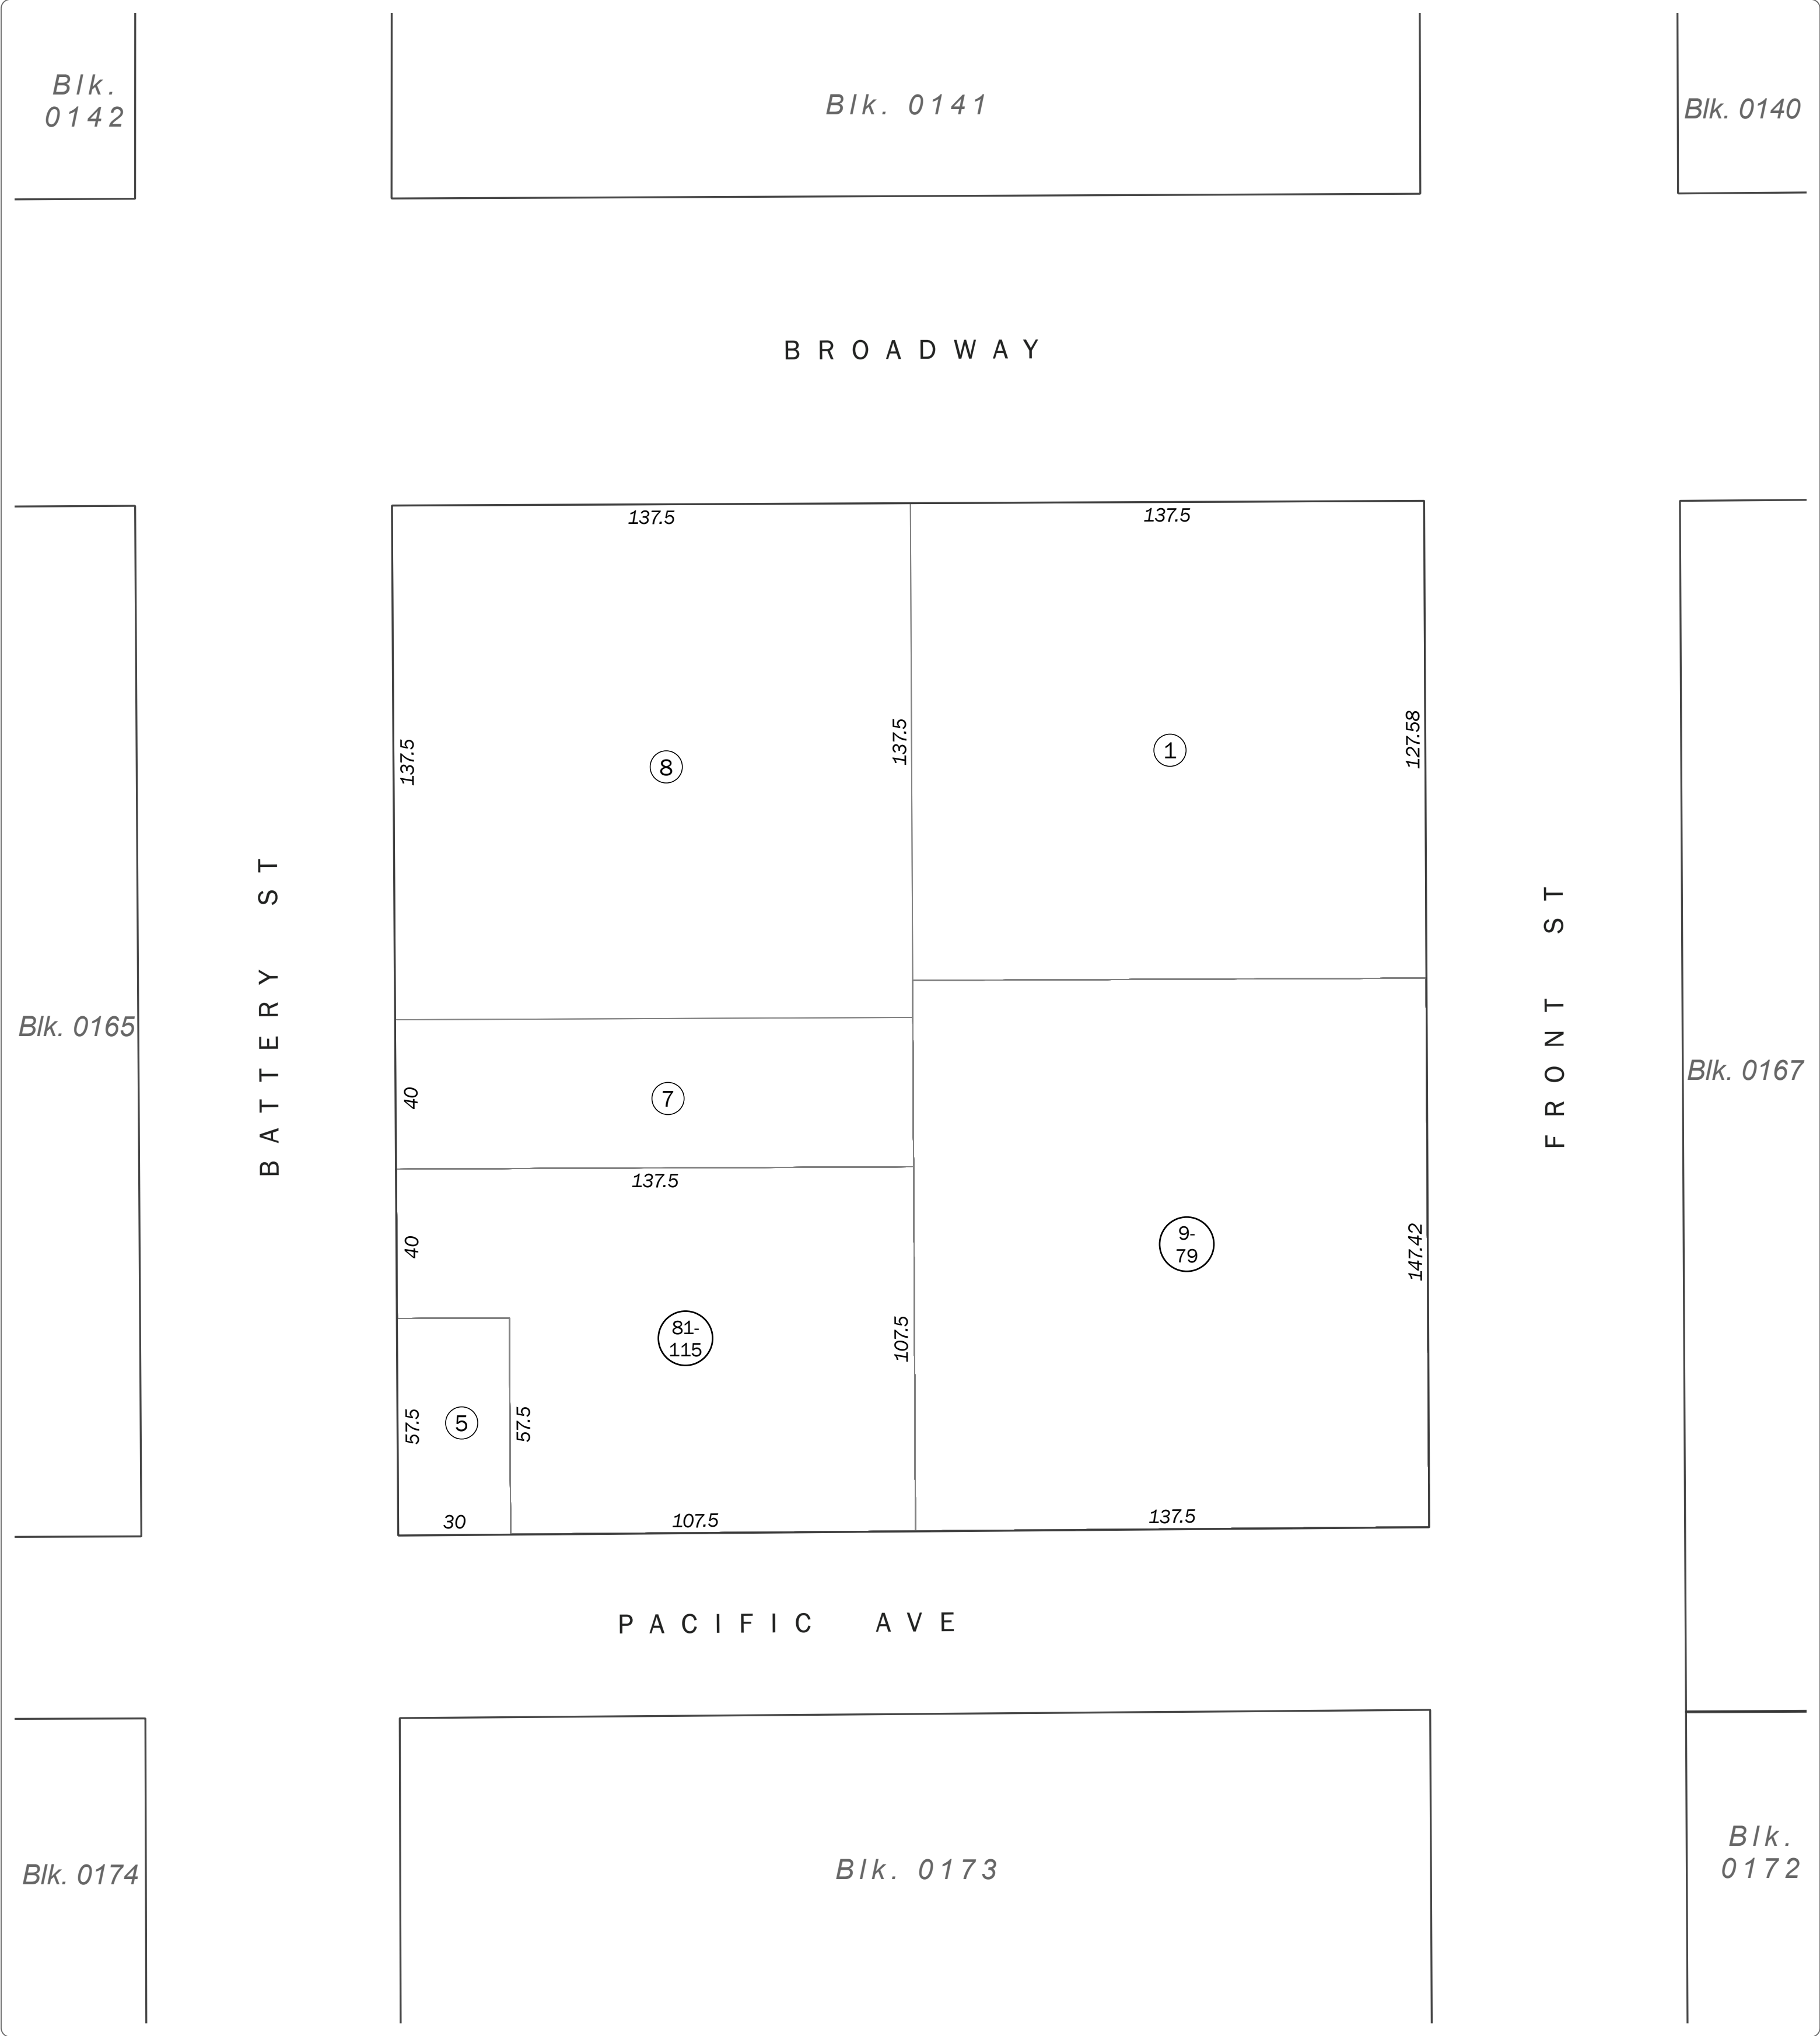 Blk.
0142
Blk. 0141
Blk. 0140
BROADWAY
137.5
137.5
137.5
8
137.5
1
127.58
BATTERY ST
FRONT ST
Blk. 0165
Blk. 0167
40
7
137.5
40
9-
79
147.42
81-
115
107.5
57.5
5
57.5
30
107.5
137.5
PACIFIC AVE
Blk. 0174
Blk. 0173
Blk.
0172